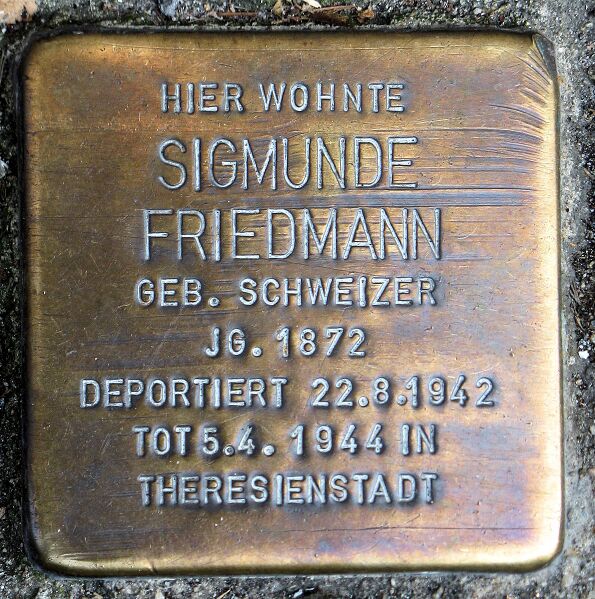 HIER WOHNTE
SIGMUNDE
FRIEDMANN
GEB. SCHWEIZER
JG. 1872
DEPORTIERT 22.8.1942
TOT 5.4. 1944 IN
THERESIENSTADT